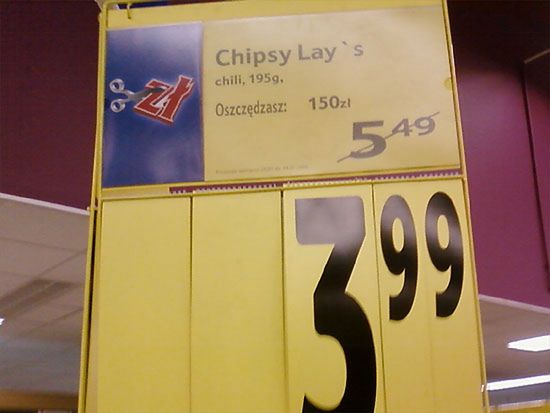 zł
Chipsy Lay`s
chili, 195g,
Oszczędzasz: 150zł
5 49
3 99